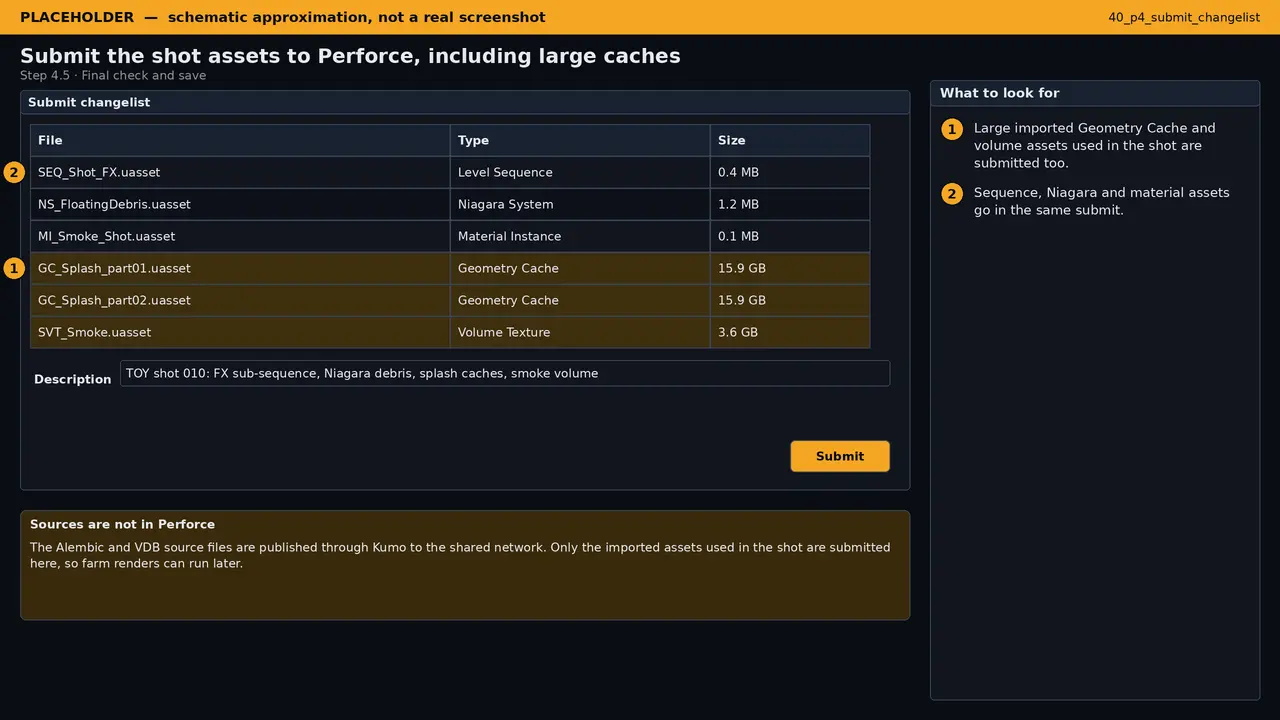 PLACEHOLDER — schematic approximation, not a real screenshot
40_p4_submit_changelist
Submit the shot assets to Perforce, including large caches
Step 4.5 · Final check and save
Submit changelist
File Type Size
2 SEQ_Shot_FX.uasset Level Sequence 0.4 MB
NS_FloatingDebris.uasset Niagara System 1.2 MB
MI_Smoke_Shot.uasset Material Instance 0.1 MB
1 GC_Splash_part01.uasset Geometry Cache 15.9 GB
GC_Splash_part02.uasset Geometry Cache 15.9 GB
SVT_Smoke.uasset Volume Texture 3.6 GB
Description TOY shot 010: FX sub-sequence, Niagara debris, splash caches, smoke volume
Submit
Sources are not in Perforce
The Alembic and VDB source files are published through Kumo to the shared network. Only the imported assets used in the shot are submitted
here, so farm renders can run later.
What to look for
1 Large imported Geometry Cache and
volume assets used in the shot are
submitted too.
2 Sequence, Niagara and material assets
go in the same submit.